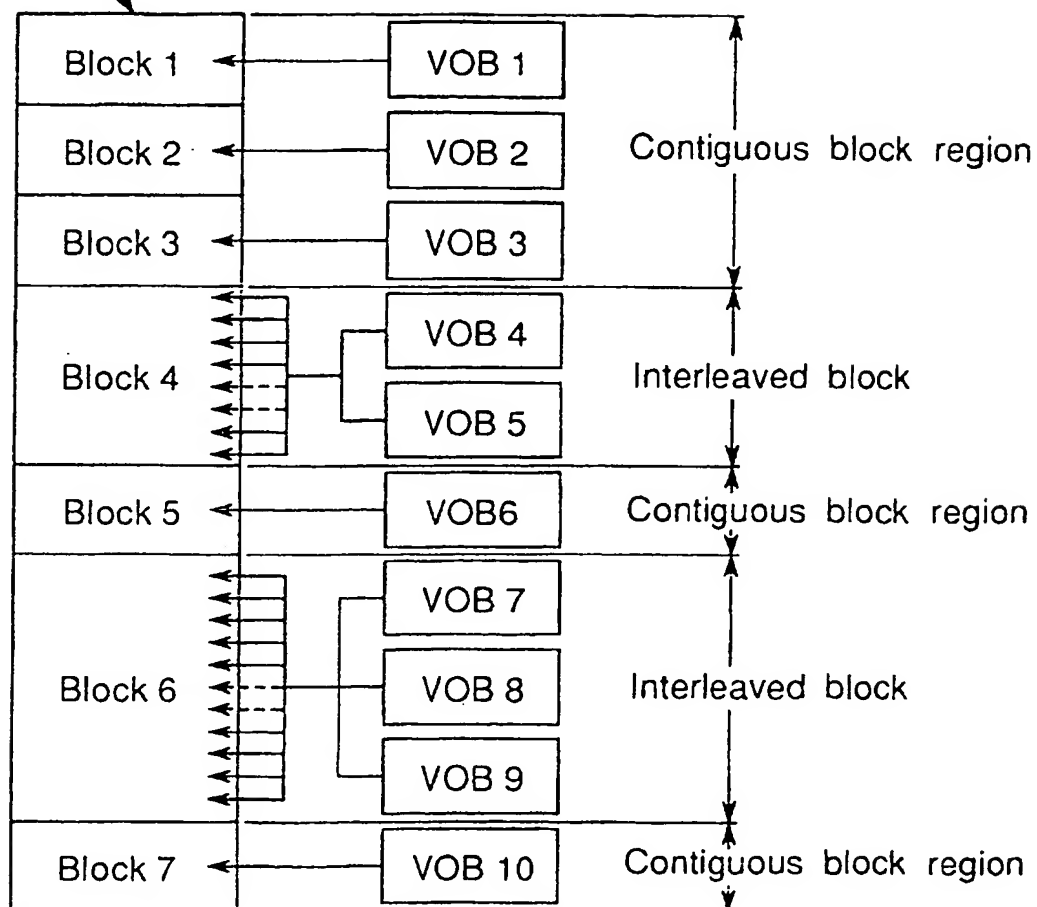 Block 1
VOB 1
Block 2
VOB 2
Contiguous block region
Block 3
VOB 3
Block 4
VOB 4
Interleaved block
VOB 5
Block 5
VOB6
Contiguous block region
VOB 7
Block 6
VOB 8
Interleaved block
VOB 9
Block 7
VOB 10
Contiguous block region